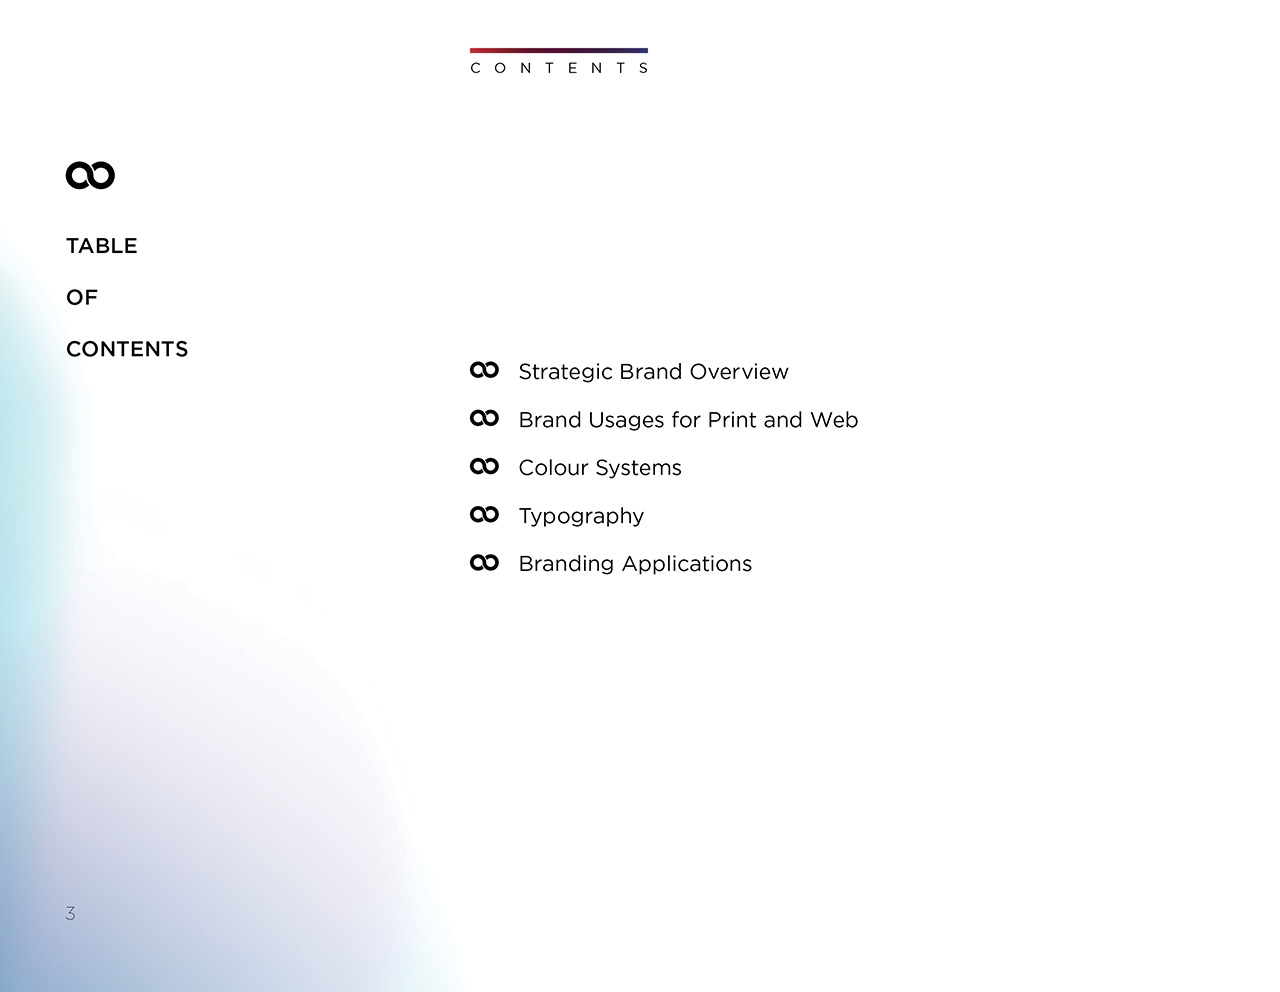 CONTENTS
TABLE
OF
CONTENTS
Strategic Brand Overview
Brand Usages for Print and Web
Colour Systems
Typography
Branding Applications
3